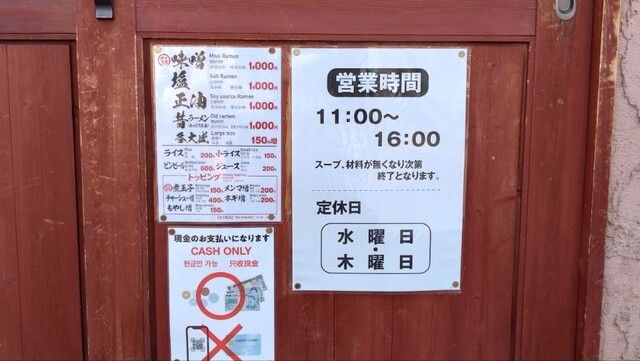 味噌 Miso Ramen 1,000円
塩 Salt Ramen 1,000円
正油 Soy source Ramen 1,000円
昔ラーメン Old ramen 1,000円
Large size 150円増
ライス 200円 小ライス 150円
ジュース 200円
600円
トッピング
煮玉子 150円 メンマ増 200円
チャーシュー増 400円 ネギ増 200円
もやし増 150円
営業時間
11:00〜
16:00
スープ、材料が無くなり次第
終了となります。
定休日
水曜日
・
木曜日
現金のお支払いになります
CASH ONLY
현금만 가능 只收現金